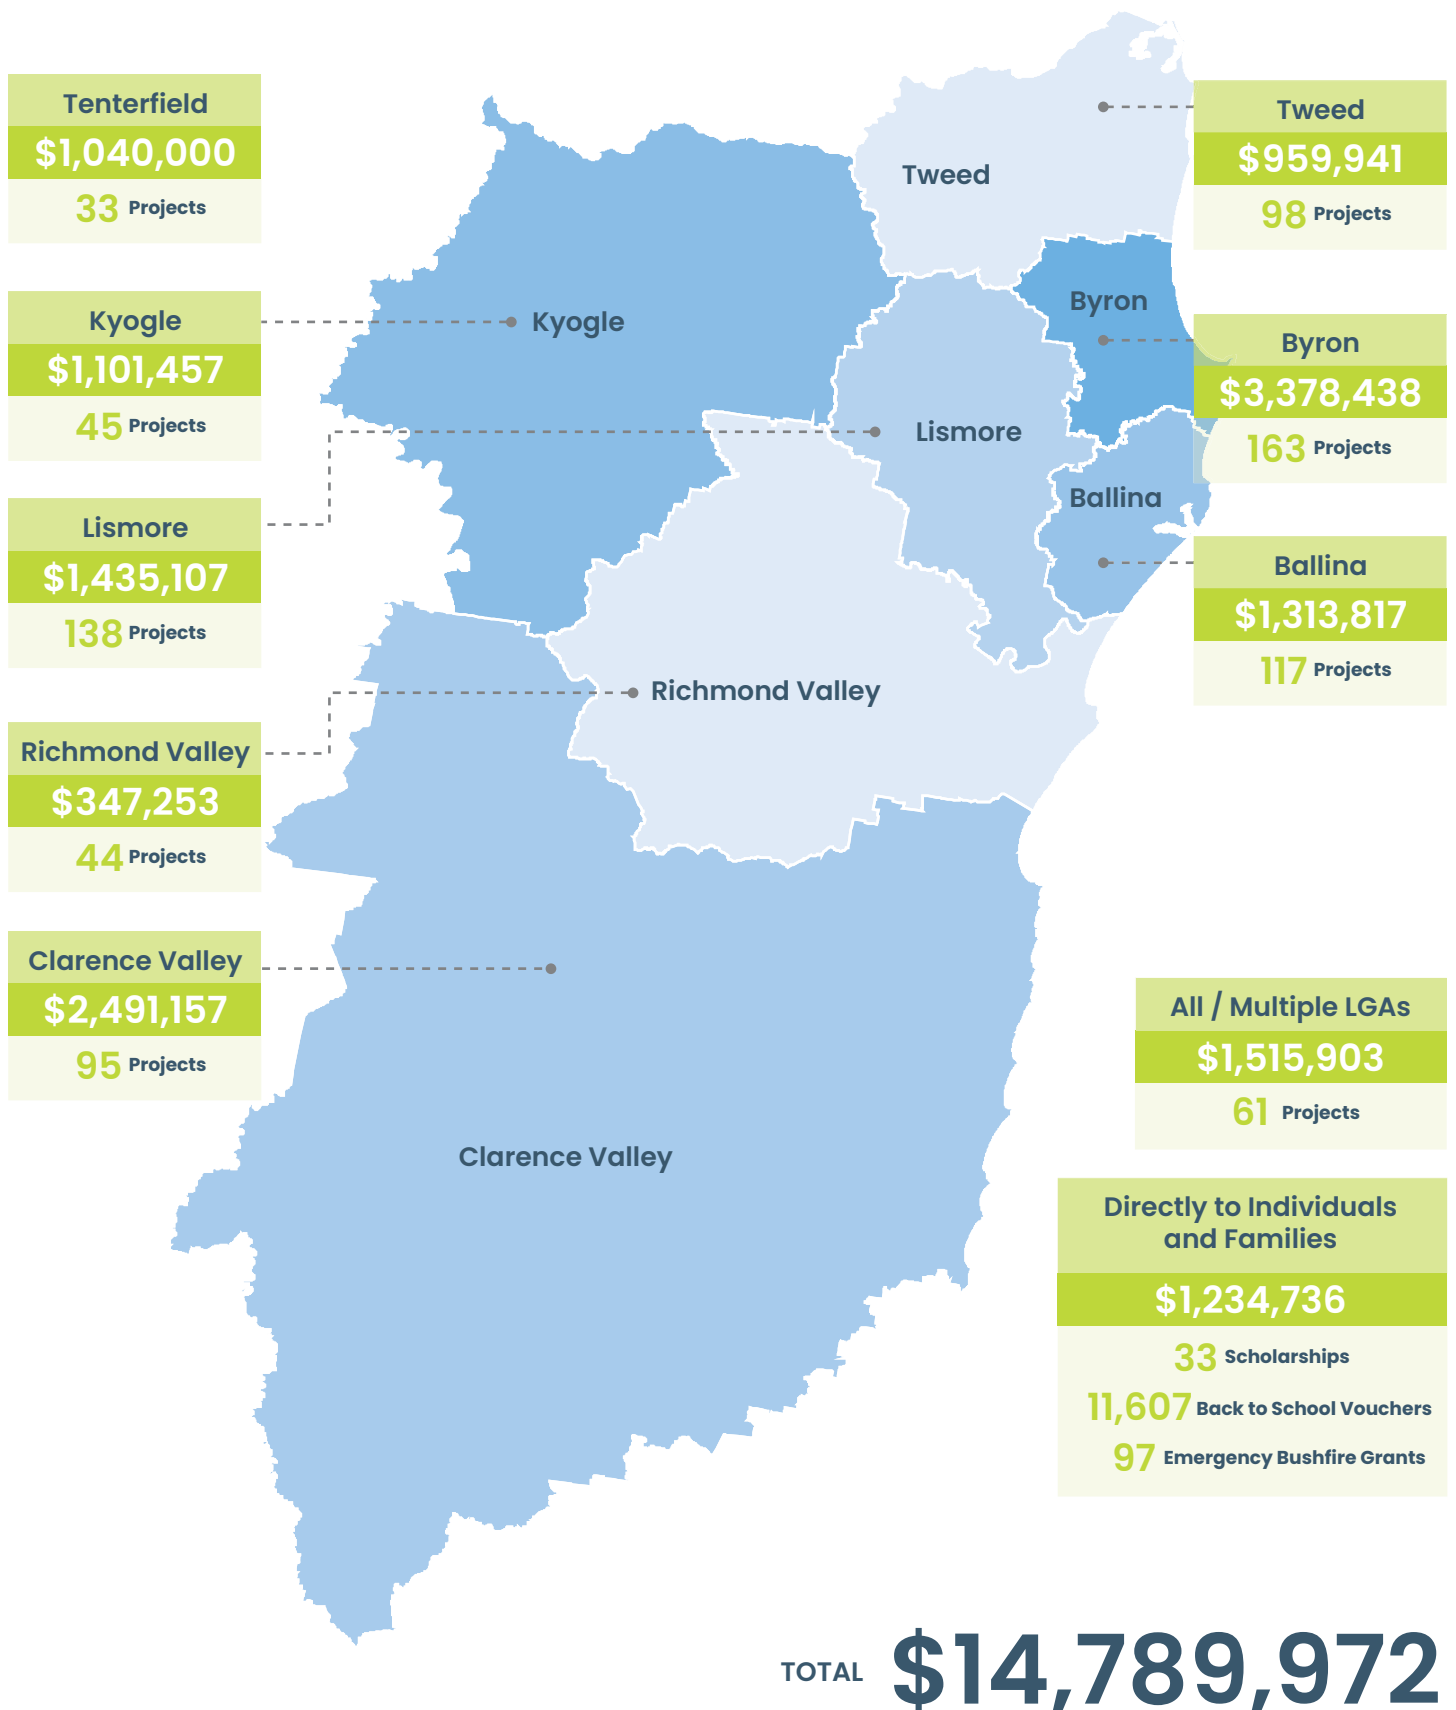 Tenterfield
$1,040,000
33 Projects
Kyogle
$1,101,457
45 Projects
Lismore
$1,435,107
138 Projects
Richmond Valley
$347,253
44 Projects
Clarence Valley
$2,491,157
95 Projects
Tweed
Kyogle
Byron
Lismore
Ballina
Richmond Valley
Clarence Valley
Tweed
$959,941
98 Projects
Byron
$3,378,438
163 Projects
Ballina
$1,313,817
117 Projects
All / Multiple LGAs
$1,515,903
61 Projects
Directly to Individuals
and Families
$1,234,736
33 Scholarships
11,607 Back to School Vouchers
97 Emergency Bushfire Grants
TOTAL $14,789,972